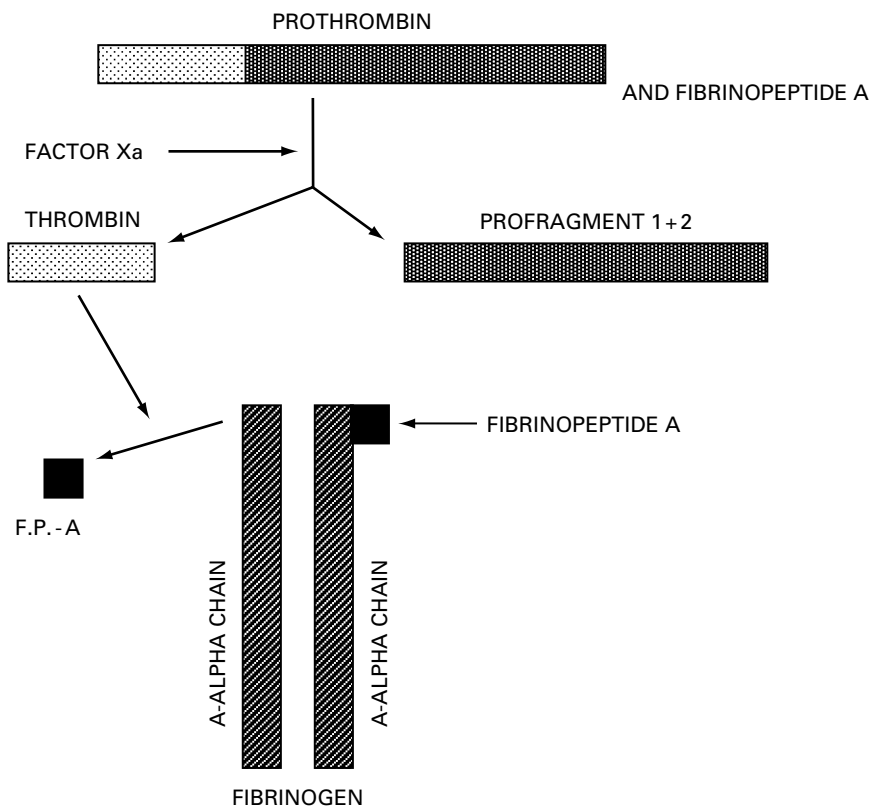 PROTHROMBIN
AND FIBRINOPEPTIDE A
FACTOR Xa
THROMBIN
PROFRAGMENT 1+2
FIBRINOPEPTIDE A
F.P.-A
A-ALPHA CHAIN
A-ALPHA CHAIN
FIBRINOGEN